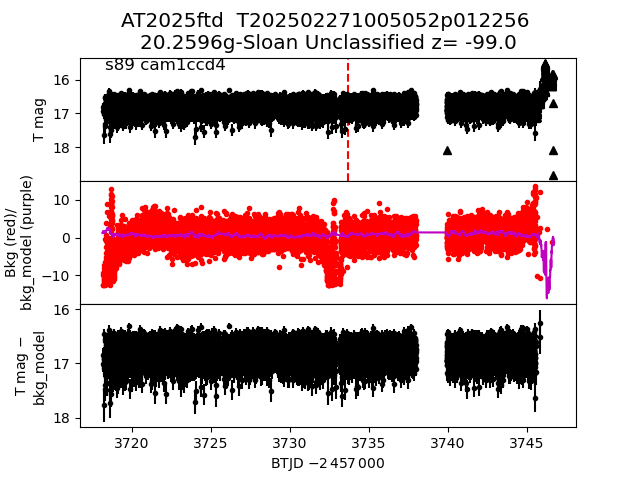 AT2025ftd  T202502271005052p012256
20.2596g-Sloan Unclassified z= -99.0
s89 cam1ccd4
T mag
16
17
18
Bkg (red)/
bkg_model (purple)
10
0
−10
T mag −
bkg_model
16
17
18
3720
3725
3730
3735
3740
3745
BTJD −2 457 000